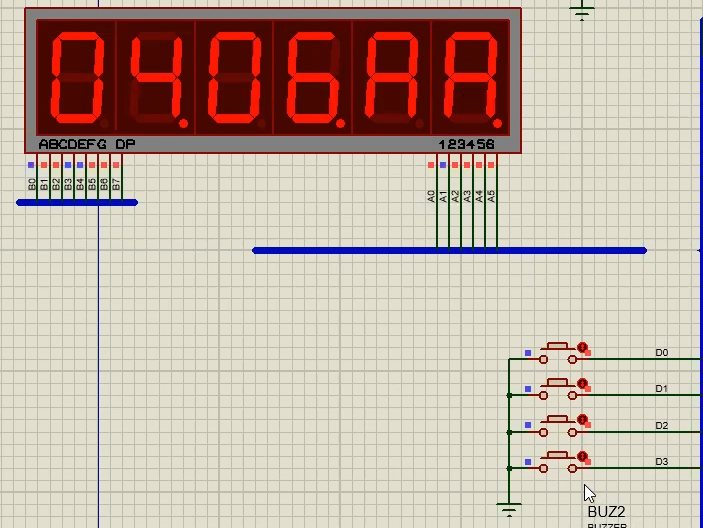 04.06.AA.
ABCDEFG DP 123456
B0 B1 B2 B3 B4 B5 B6 B7
A0 A1 A2 A3 A4 A5
D0
D1
D2
D3
BUZ2
BUZZER